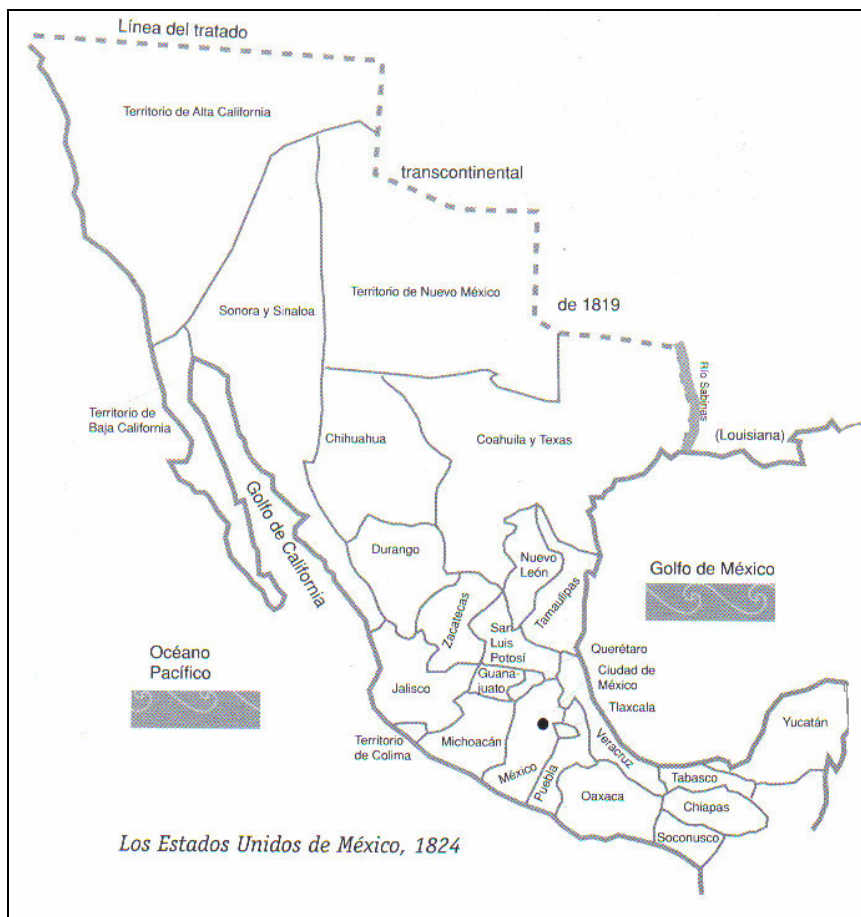 Línea del tratado
Territorio de Alta California
transcontinental
Territorio de Nuevo México
Sonora y Sinaloa
de 1819
Río Sabinas
Territorio de
Baja California
Chihuahua
Coahuila y Texas
(Louisiana)
Golfo de California
Durango
Nuevo
León
Golfo de México
Tamaulipas
Zacatecas
San
Luis
Potosí
Querétaro
Ciudad de
México
Océano
Pacífico
Guana-
juato
Jalisco
Tlaxcala
Yucatán
Territorio
de Colima
Michoacán
Veracruz
México
Puebla
Tabasco
Oaxaca
Chiapas
Soconusco
Los Estados Unidos de México, 1824